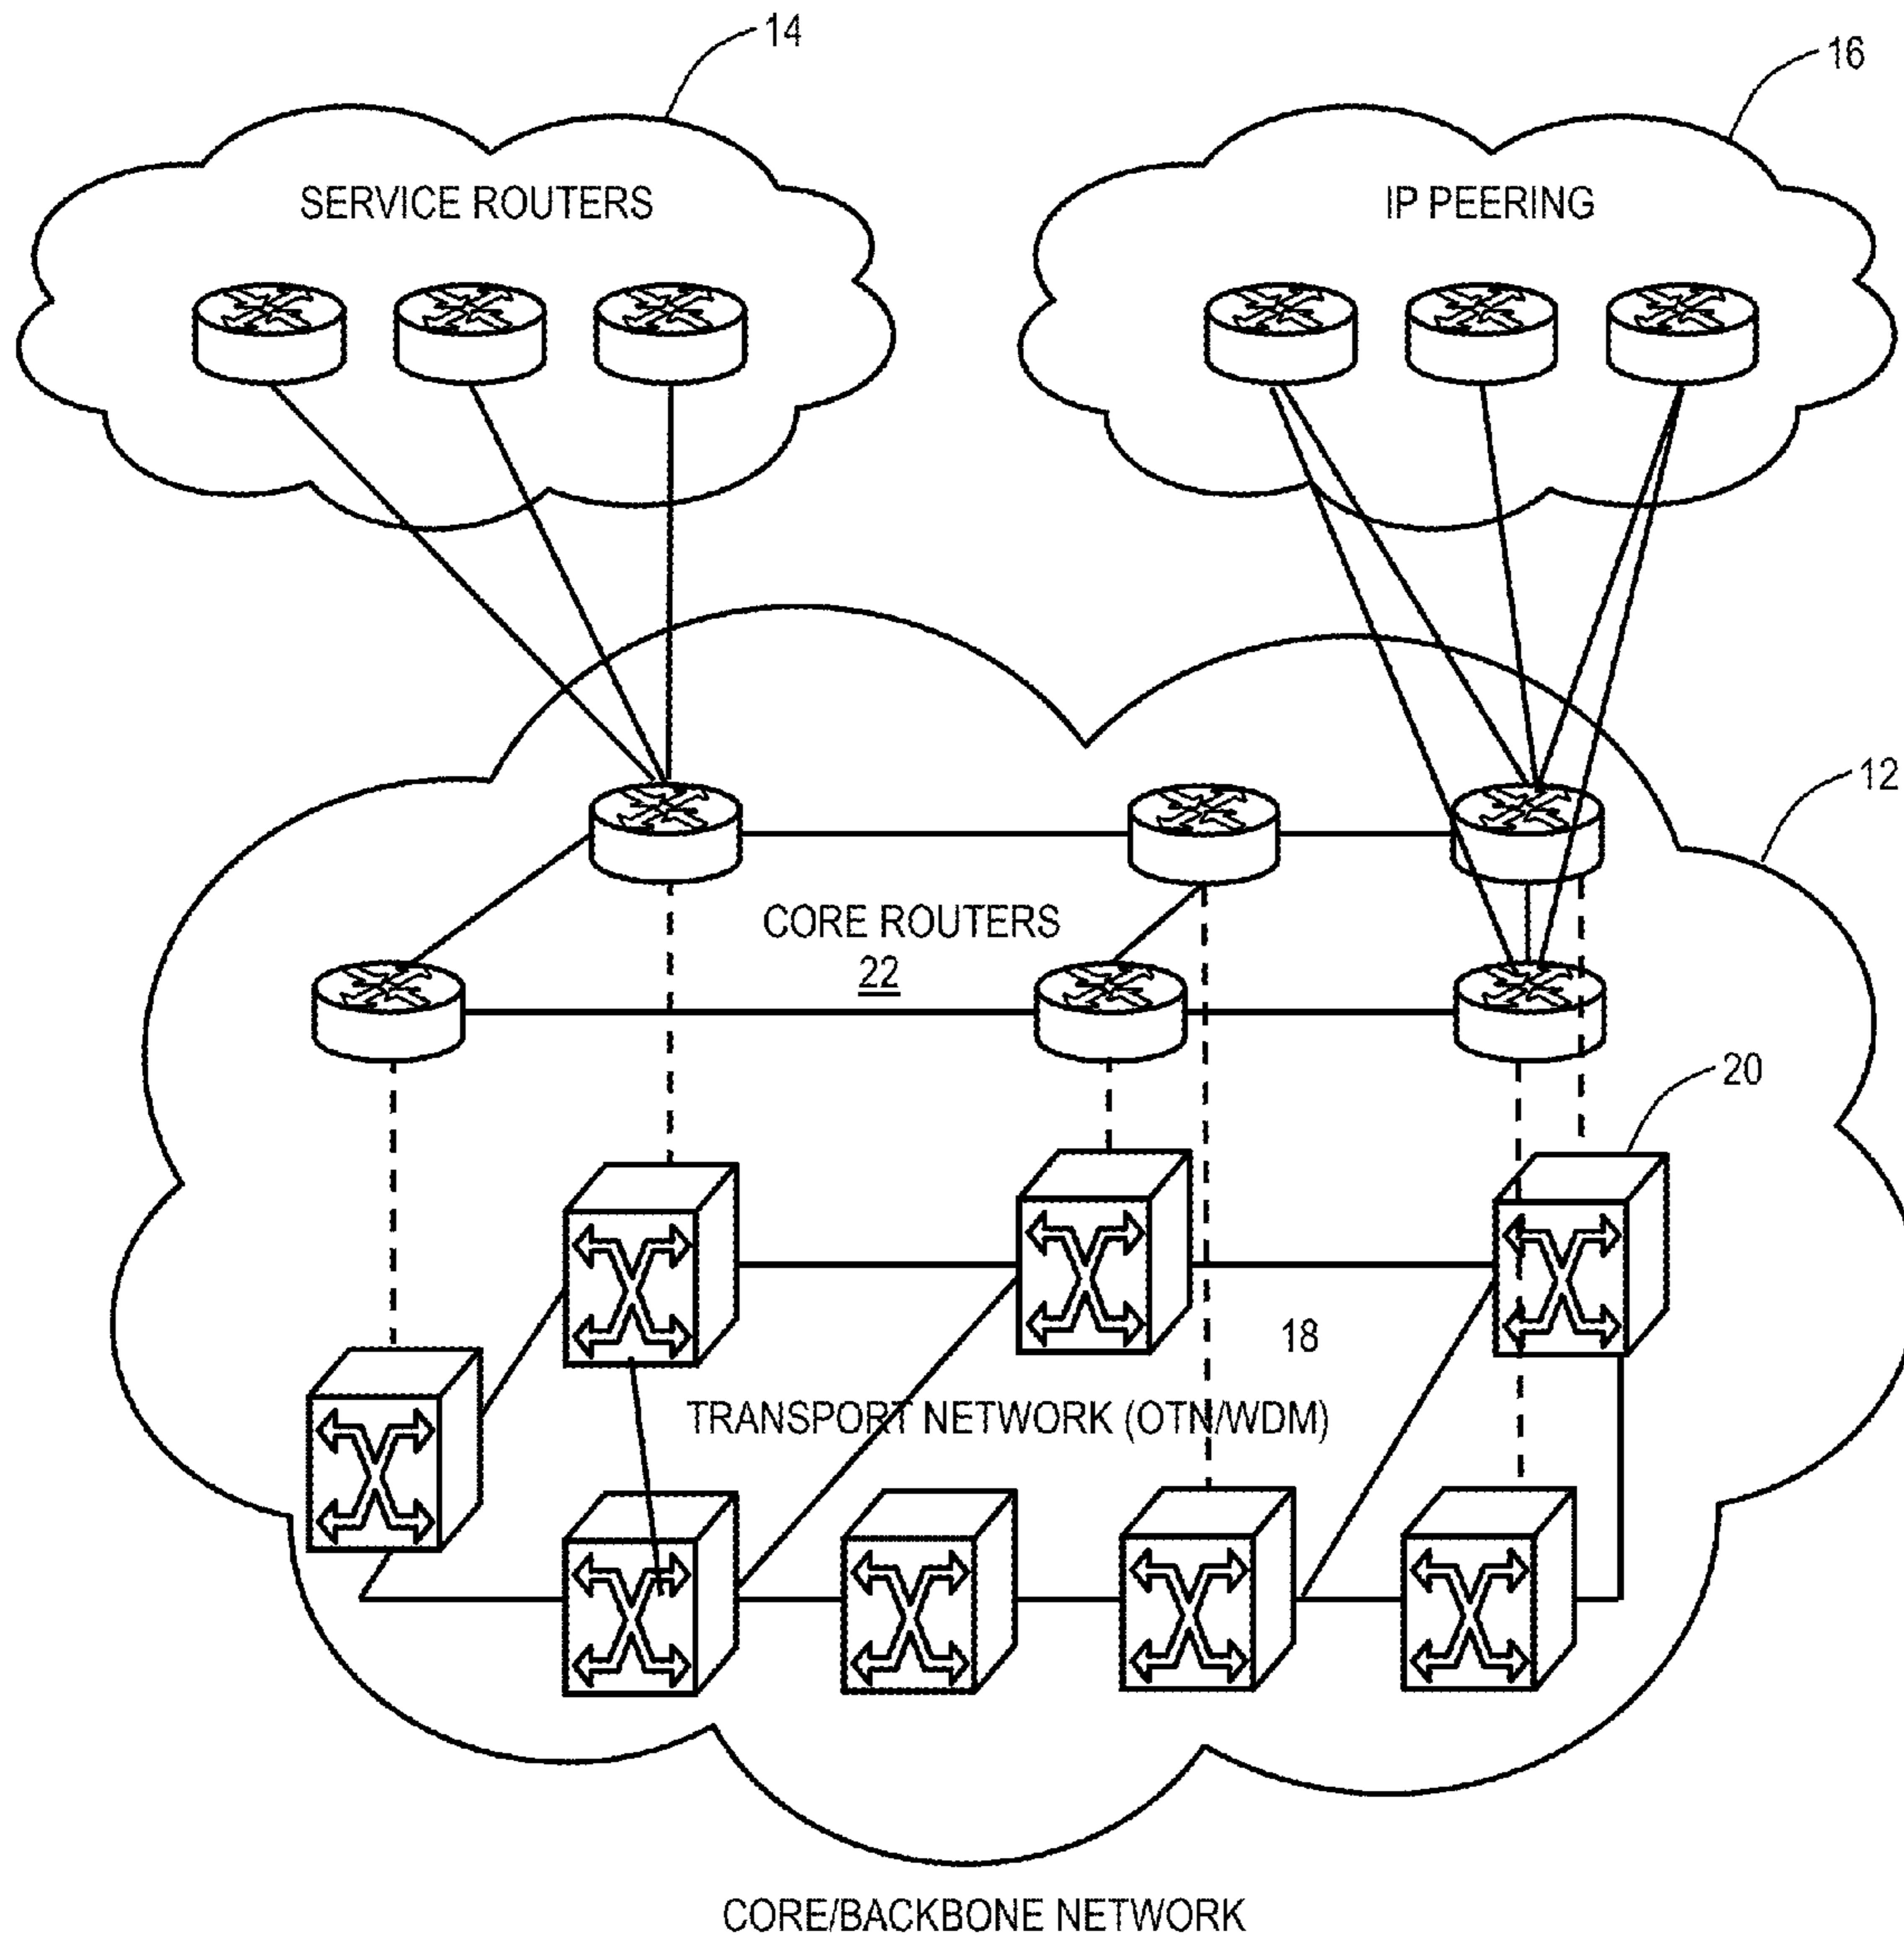 14
16
SERVICE ROUTERS
IP PEERING
12
CORE ROUTERS
22
20
18
TRANSPORT NETWORK (OTN/WDM)
CORE/BACKBONE NETWORK